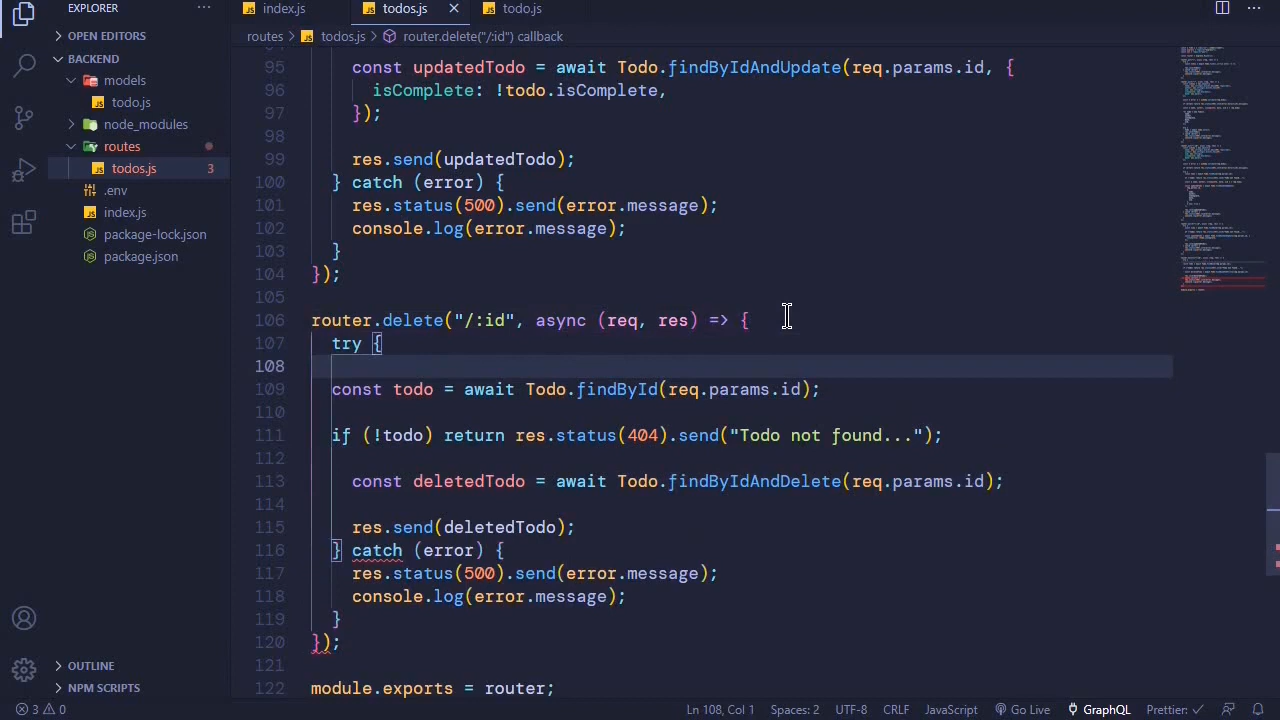 EXPLORER ···
index.js
todos.js
todo.js
···
OPEN EDITORS
BACKEND
models
todo.js
node_modules
routes
todos.js 3
.env
index.js
package-lock.json
package.json
OUTLINE
NPM SCRIPTS
routes > todos.js > router.delete("/:id") callback
95 const updatedTodo = await Todo.findByIdAndUpdate(req.params.id, {
96 isComplete: !todo.isComplete,
97 });
98
99 res.send(updatedTodo);
100 } catch (error) {
101 res.status(500).send(error.message);
102 console.log(error.message);
103 }
104 });
105
106 router.delete("/:id", async (req, res) => {
107 try {
108
109 const todo = await Todo.findById(req.params.id);
110
111 if (!todo) return res.status(404).send("Todo not found...");
112
113 const deletedTodo = await Todo.findByIdAndDelete(req.params.id);
114
115 res.send(deletedTodo);
116 } catch (error) {
117 res.status(500).send(error.message);
118 console.log(error.message);
119 }
120 });
121
122 module.exports = router;
3 0 Ln 108, Col 1 Spaces: 2 UTF-8 CRLF JavaScript Go Live GraphQL Prettier: ✓